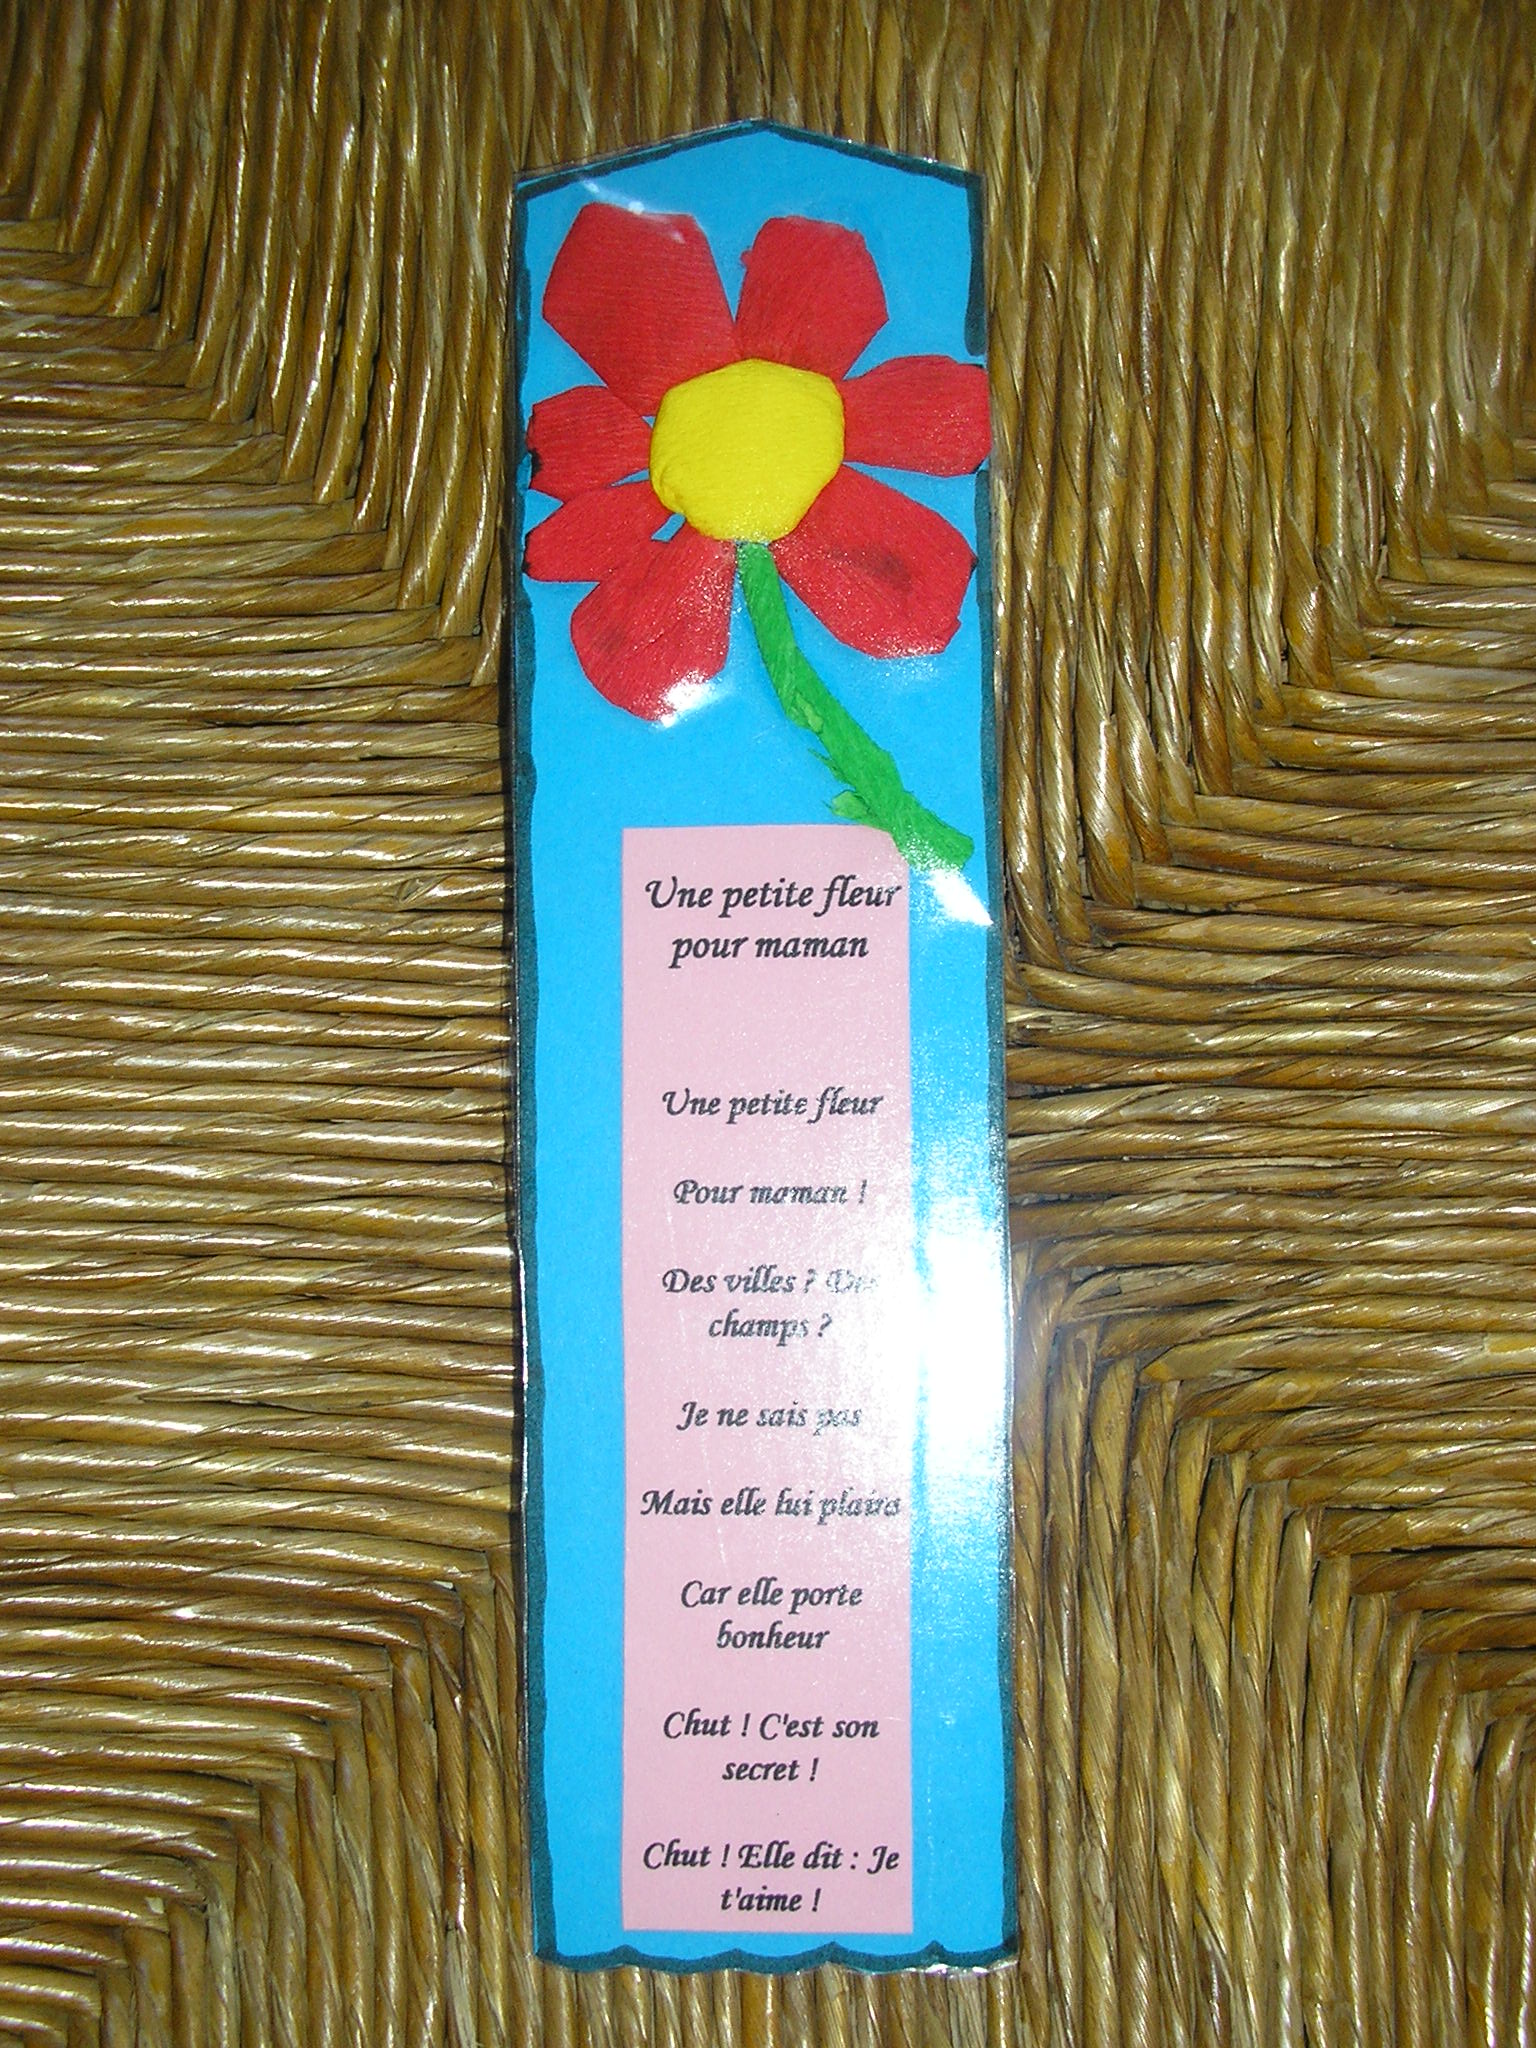 Une petite fleur
pour maman
Une petite fleur
Pour maman !
Des villes ? Des
champs ?
Je ne sais pas
Mais elle lui plaira
Car elle porte
bonheur
Chut ! C'est son
secret !
Chut ! Elle dit : Je
t'aime !